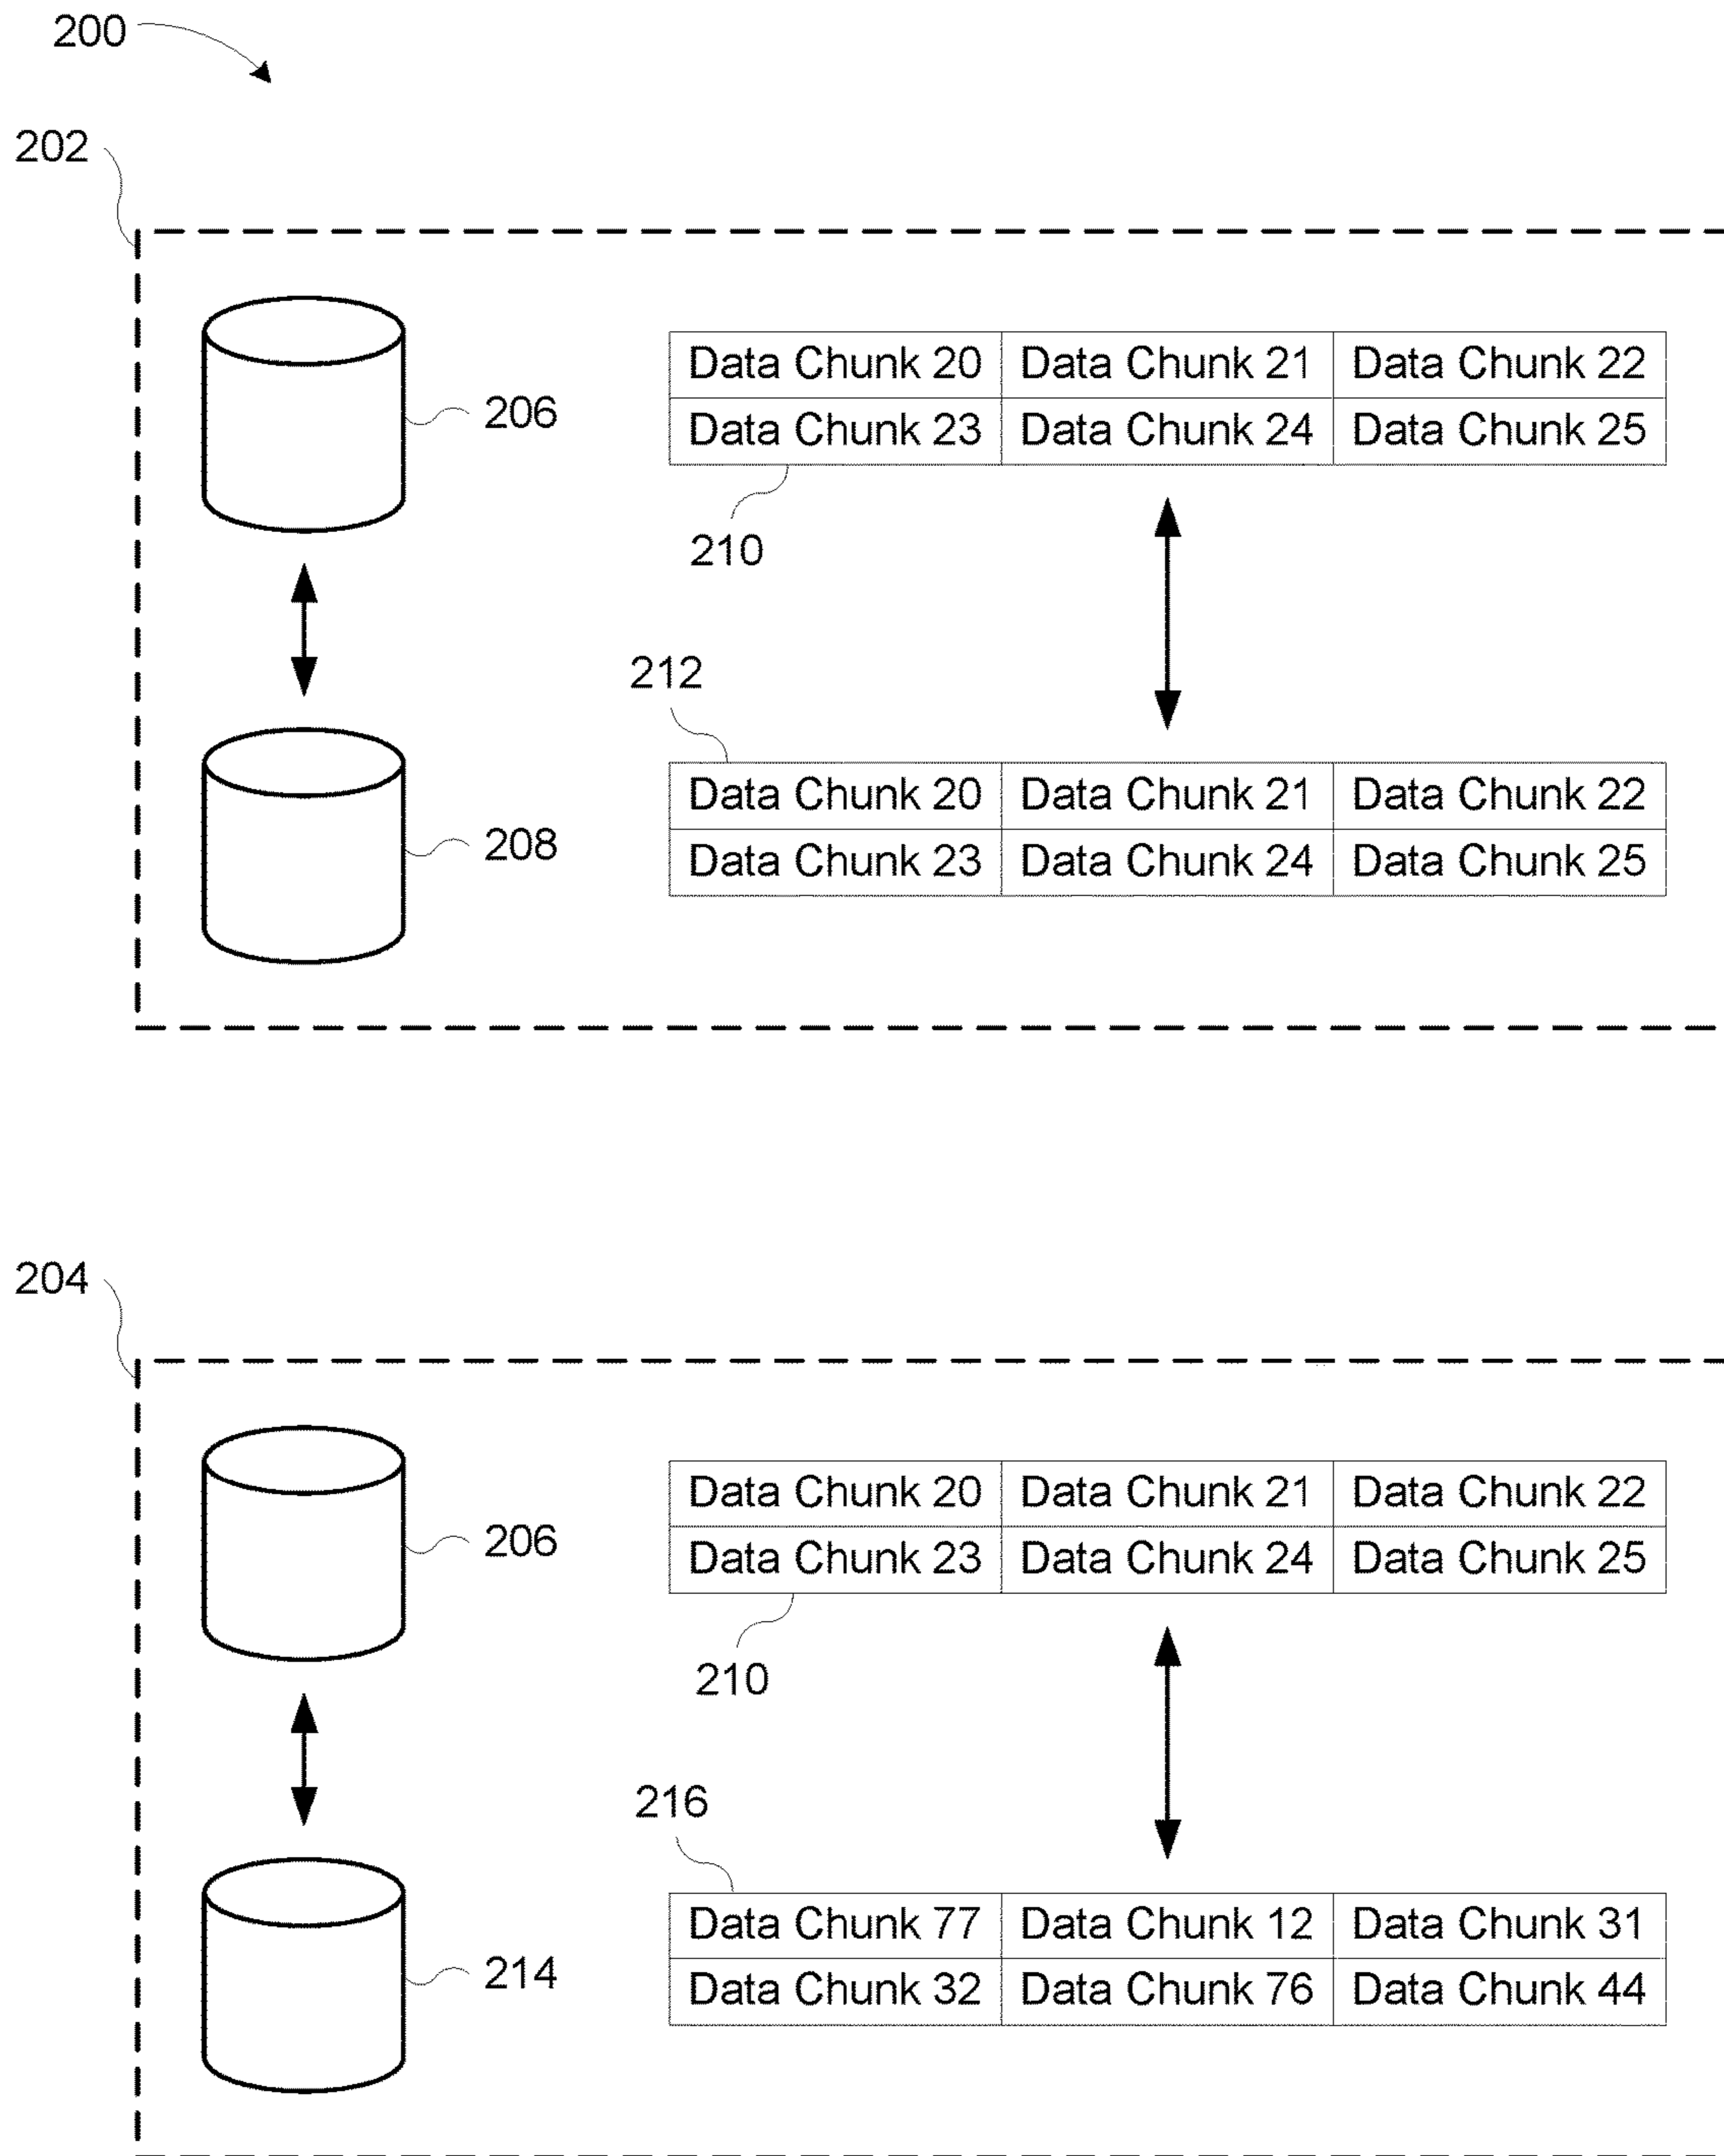 200
202
Data Chunk 20 Data Chunk 21 Data Chunk 22
206
Data Chunk 23 Data Chunk 24 Data Chunk 25
210
212
Data Chunk 20 Data Chunk 21 Data Chunk 22
208
Data Chunk 23 Data Chunk 24 Data Chunk 25
204
Data Chunk 20 Data Chunk 21 Data Chunk 22
206
Data Chunk 23 Data Chunk 24 Data Chunk 25
210
216
Data Chunk 77 Data Chunk 12 Data Chunk 31
214
Data Chunk 32 Data Chunk 76 Data Chunk 44